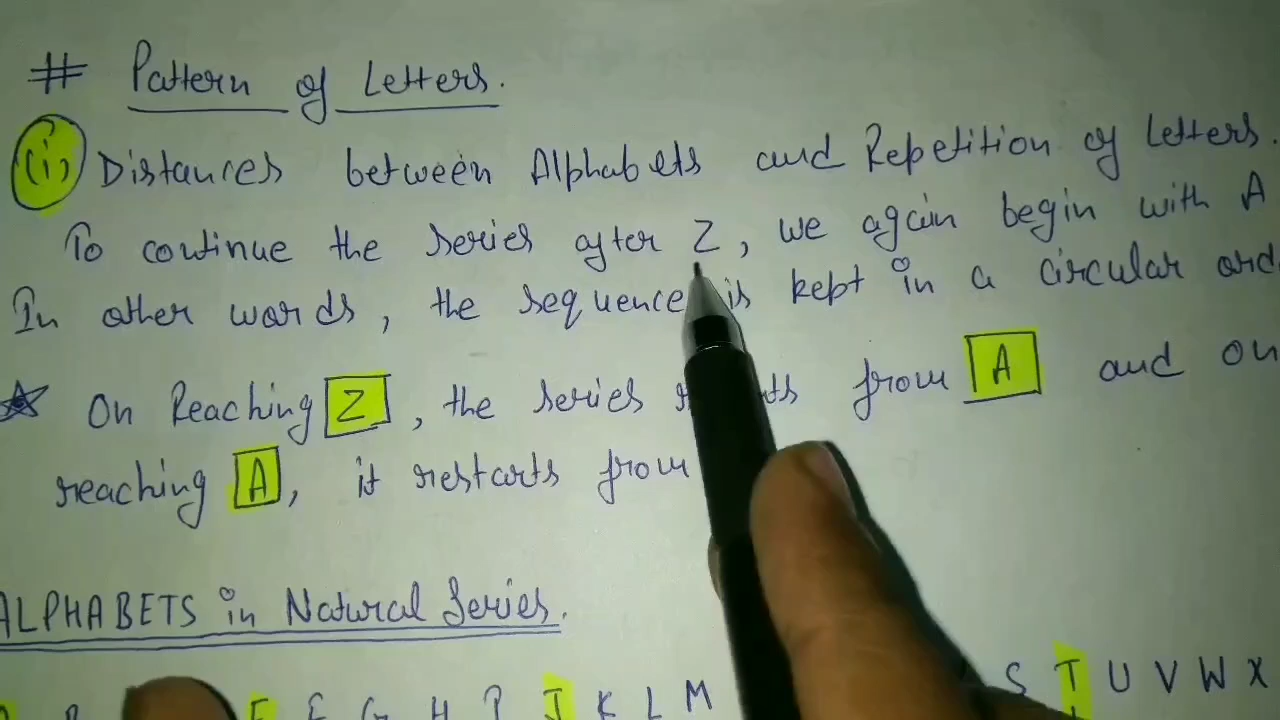 # Pattern of Letters.
(i) Distances between Alphabets and Repetition of Letters.
To continue the series after Z, we again begin with A
In other words, the sequence is kept in a circular ord
On Reaching Z, the series from A and on
reaching A, it restarts from
ALPHABETS in Natural Series.
E F G H I J K L M S T U V W X